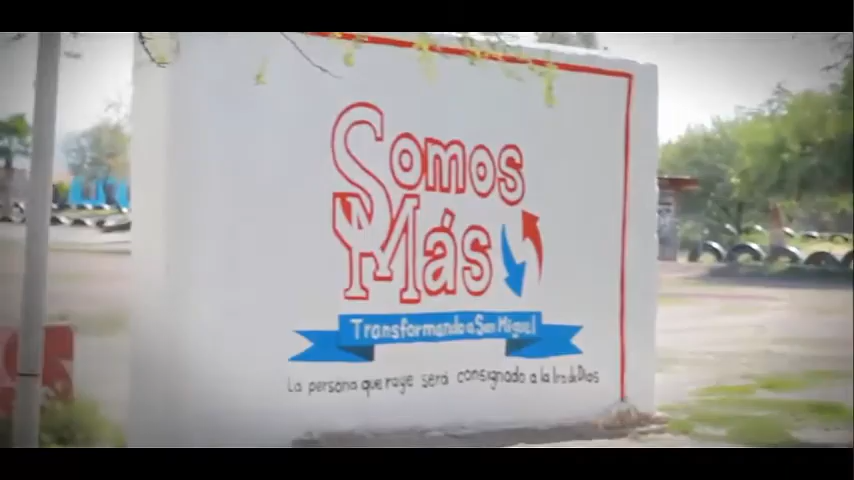 Somos
Más
Transformando a San Miguel
La persona que raye será consignado a la Ira de Dios